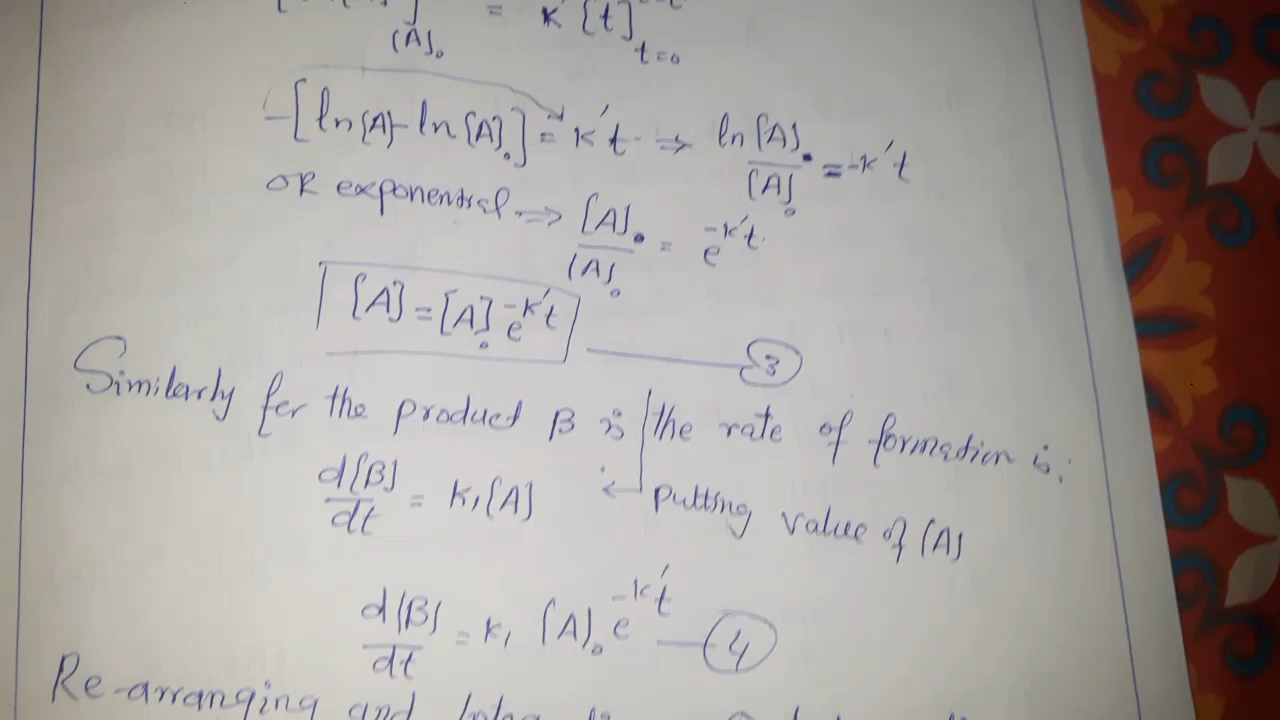 [A]₀ = K'[t] t=0
-[ln[A]-ln[A]₀] = K't ⇒ ln [A]/[A]₀ = -K't
OR exponential ⇒ [A]/[A]₀ = e^-K't
[A] = [A]₀ e^-K't ——— ③
Similarly for the product B is | the rate of formation is:
d[B]/dt = K₁[A] ← putting value of [A]
d[B]/dt = K₁ [A]₀ e^-K't — ④
Re-arranging and